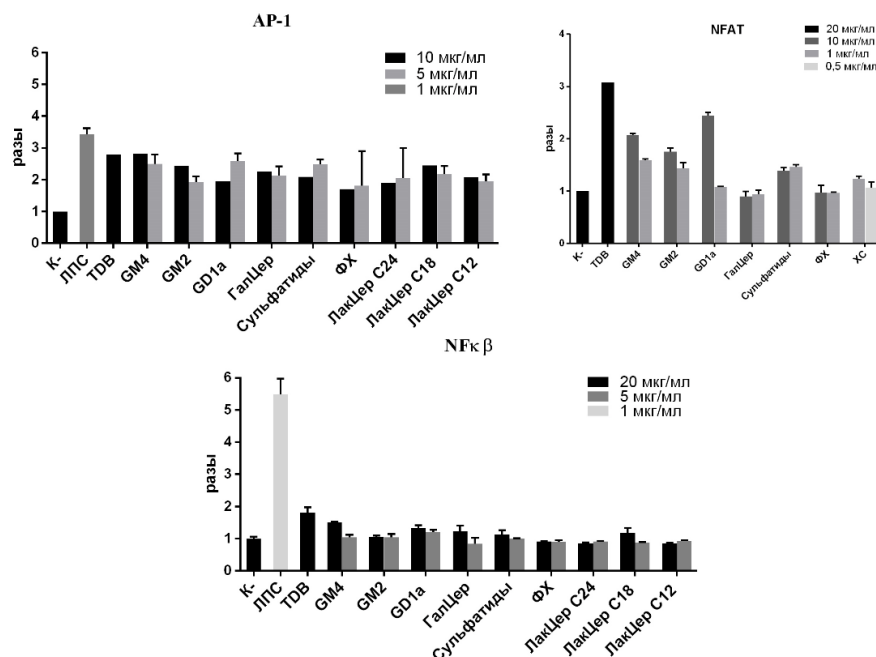 AP-1
6
5
4
3
2
1
0
разы
10 мкг/мл
5 мкг/мл
1 мкг/мл
К-
ЛПС
TDB
GM4
GM2
GD1a
ГалЦер
Сульфатиды
ФХ
ЛакЦер С24
ЛакЦер С18
ЛакЦер С12
NFAT
4
3
2
1
0
разы
20 мкг/мл
10 мкг/мл
1 мкг/мл
0,5 мкг/мл
К-
TDB
GM4
GM2
GD1a
ГалЦер
Сульфатиды
ФХ
ХС
NFκ β
6
5
4
3
2
1
0
разы
20 мкг/мл
5 мкг/мл
1 мкг/мл
К-
ЛПС
TDB
GM4
GM2
GD1a
ГалЦер
Сульфатиды
ФХ
ЛакЦер С24
ЛакЦер С18
ЛакЦер С12